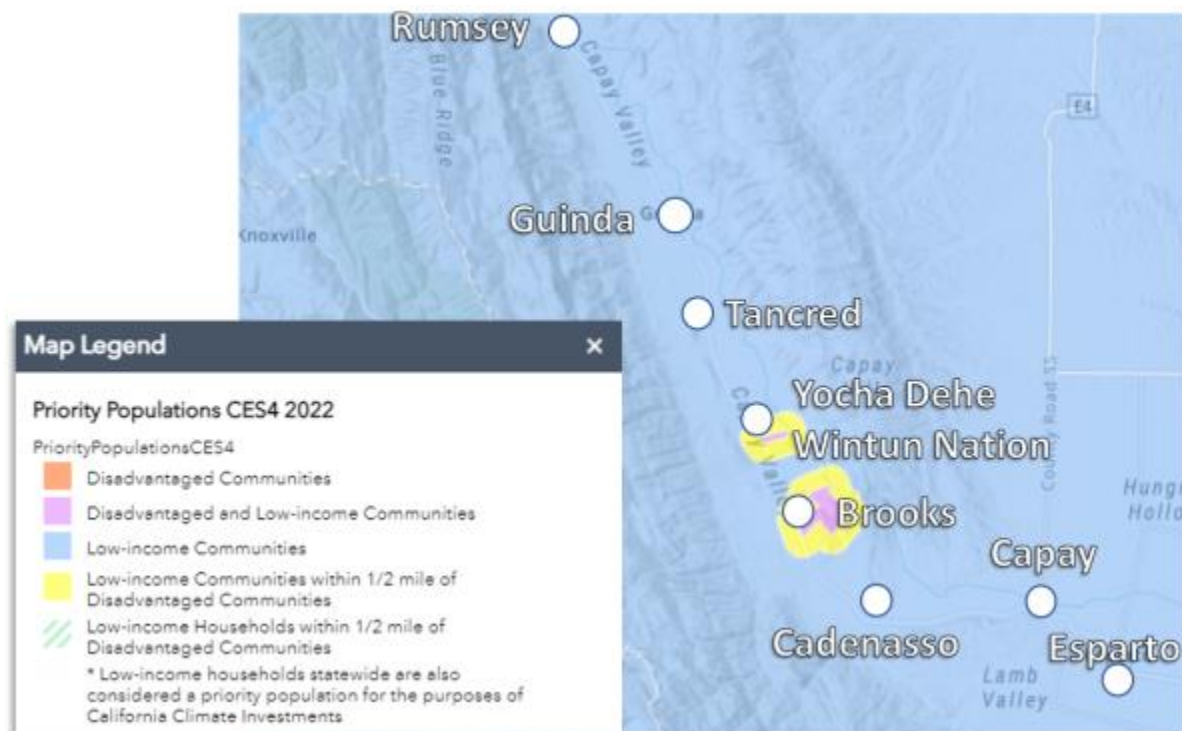 Rumsey
Capay Valley
Blue Ridge
E4
Guinda
Knoxville
Tancred
Capay
County Road 85
Yocha Dehe
Wintun Nation
Valley
Brooks
Capay
Cadenasso
Esparto
Lamb
Valley
Map Legend
×
Priority Populations CES4 2022
PriorityPopulationsCES4
Disadvantaged Communities
Disadvantaged and Low-income Communities
Low-income Communities
Low-income Communities within 1/2 mile of
Disadvantaged Communities
Low-income Households within 1/2 mile of
Disadvantaged Communities
* Low-income households statewide are also
considered a priority population for the purposes of
California Climate Investments